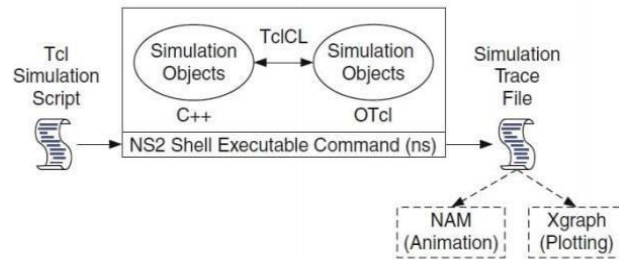 Tcl
Simulation
Script
TclCL
Simulation
Objects
Simulation
Objects
C++
OTcl
NS2 Shell Executable Command (ns)
Simulation
Trace
File
NAM
(Animation)
Xgraph
(Plotting)